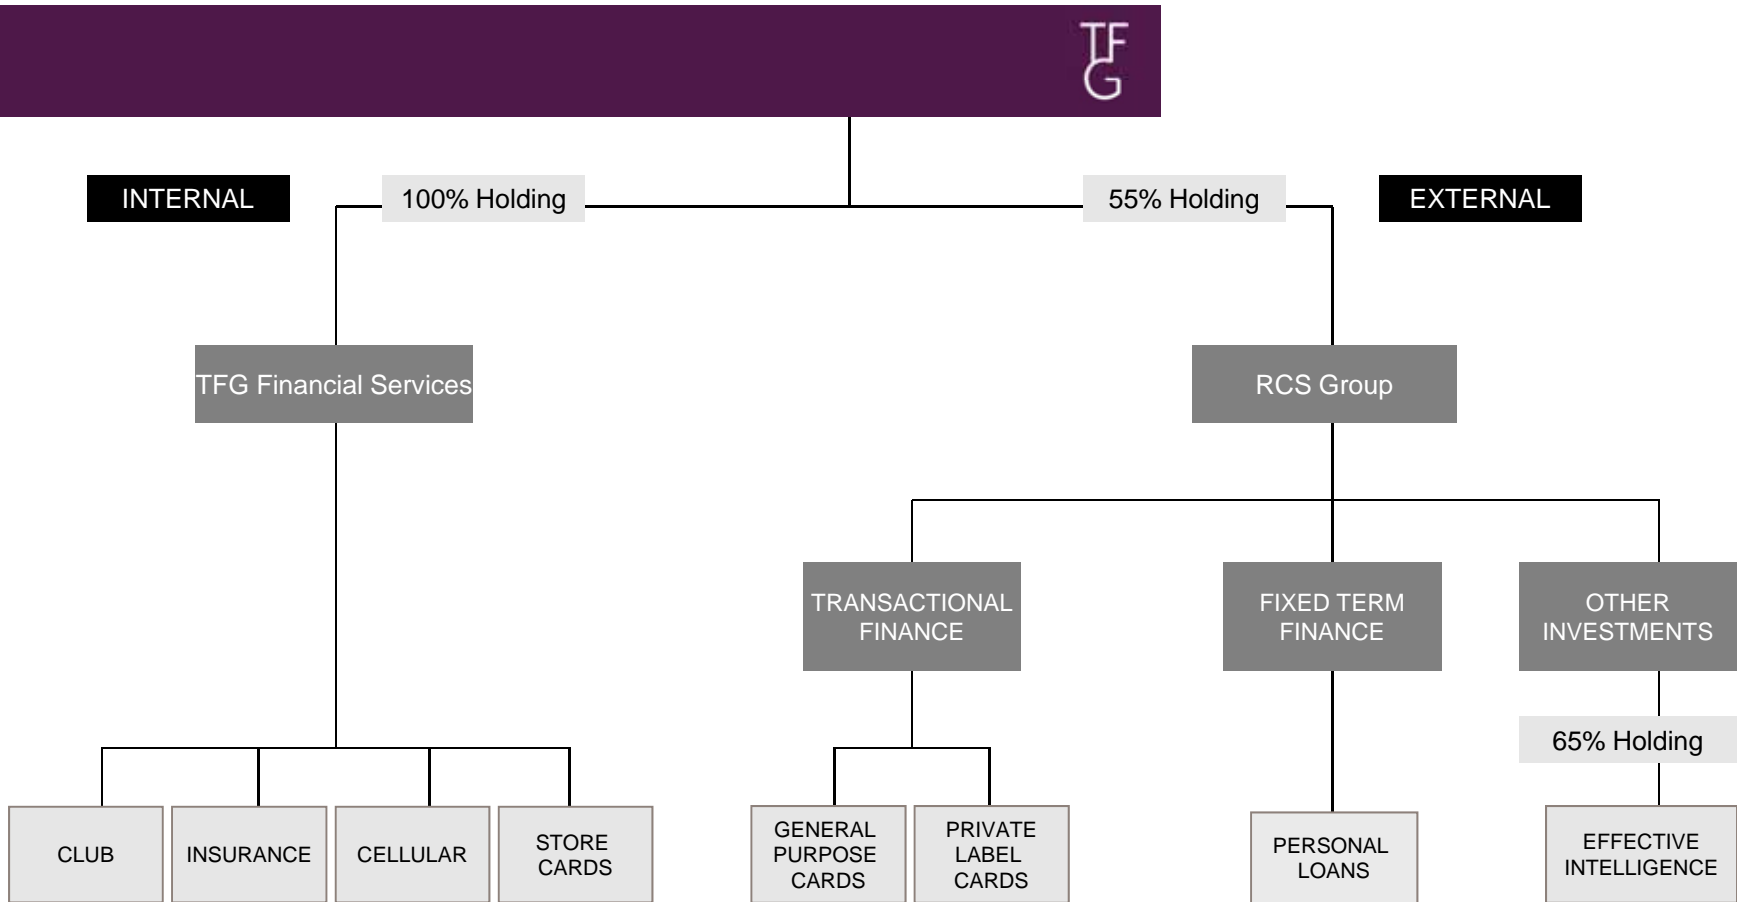 TF
G
INTERNAL
100% Holding
55% Holding
EXTERNAL
TFG Financial Services
RCS Group
TRANSACTIONAL
FINANCE
FIXED TERM
FINANCE
OTHER
INVESTMENTS
65% Holding
CLUB
INSURANCE
CELLULAR
STORE
CARDS
GENERAL
PURPOSE
CARDS
PRIVATE
LABEL
CARDS
PERSONAL
LOANS
EFFECTIVE
INTELLIGENCE